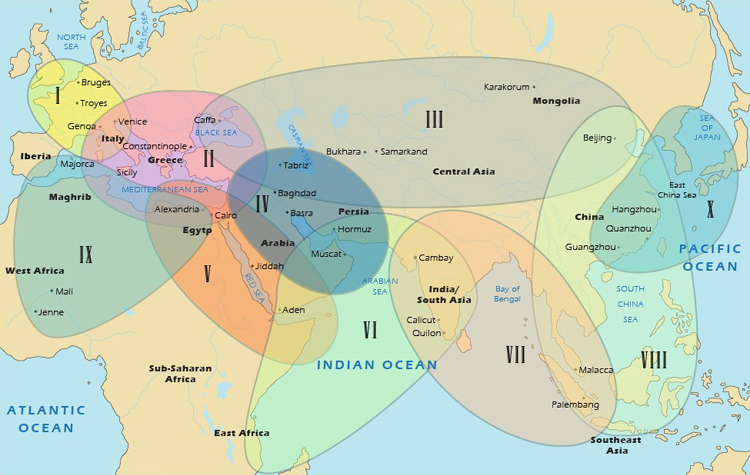 NORTH
SEA
BALTIC SEA
I
Bruges
Troyes
Genoa
Venice
Italy
Constantinople
Greece
II
Caffa
BLACK SEA
Iberia
Majorca
Sicily
MEDITERRANEAN SEA
Maghrib
CASPIAN SEA
III
Karakorum
Mongolia
Bukhara
Samarkand
Central Asia
Beijing
SEA
OF
JAPAN
Tabriz
Baghdad
IV
Basra
Persia
Hormuz
Arabia
Muscat
Alexandria
Cairo
Egypt
East
China Sea
X
China
Hangzhou
Quanzhou
Guangzhou
PACIFIC
OCEAN
IX
West Africa
Mali
Jenne
V
Jiddah
RED SEA
Aden
ARABIAN
SEA
Cambay
India/
South Asia
Bay of
Bengal
Calicut
Quilon
SOUTH
CHINA
SEA
VI
VII
VIII
INDIAN OCEAN
Sub-Saharan
Africa
Malacca
Palembang
ATLANTIC
OCEAN
East Africa
Southeast
Asia